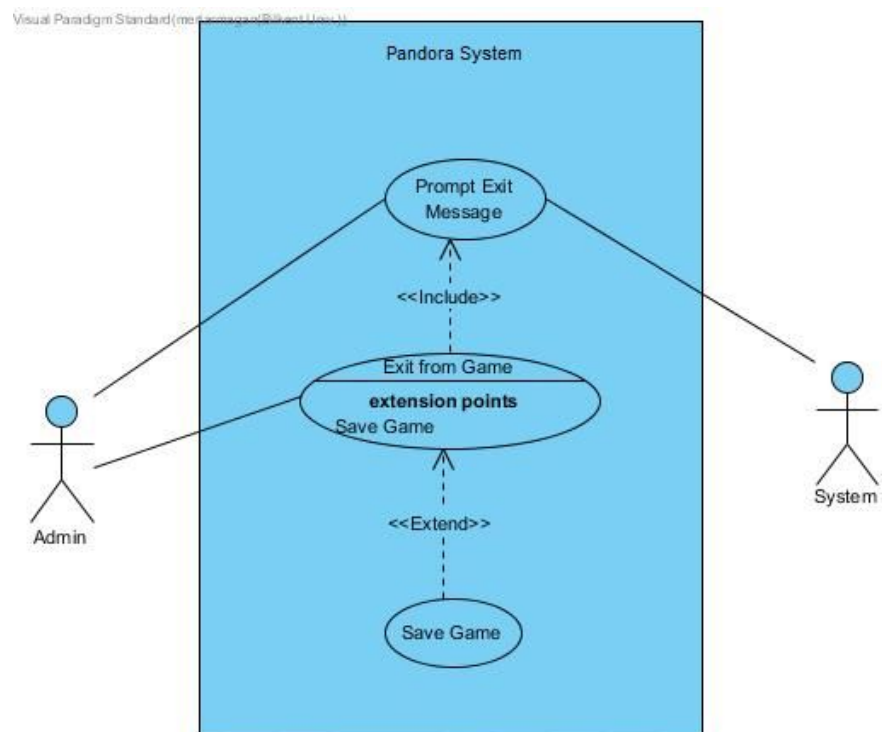 Visual Paradigm Standard(
Pandora System
Prompt Exit
Message
<<Include>>
Exit from Game
extension points
Save Game
Admin
System
<<Extend>>
Save Game